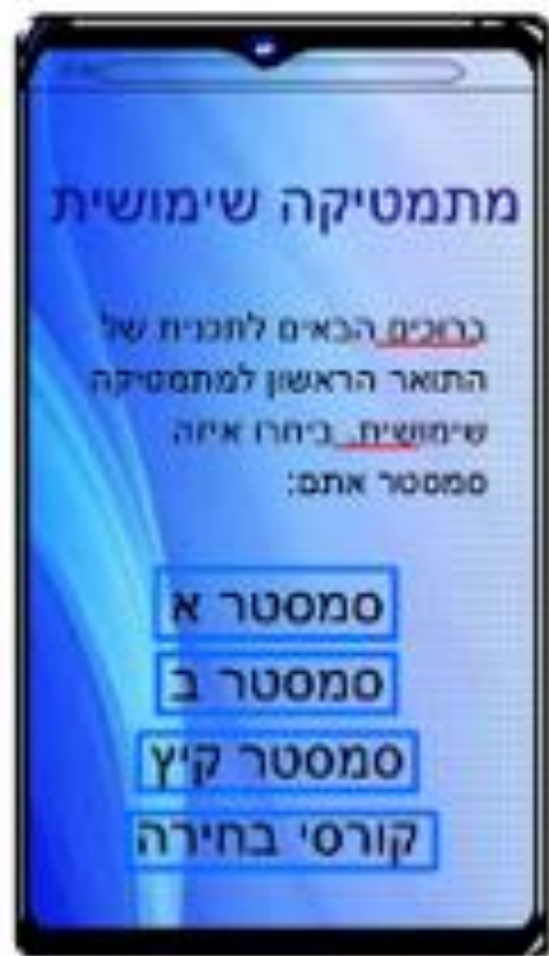 מתמטיקה שימושית
ברוכים הבאים לתכנית של
התואר הראשון למתמטיקה
שימושית. ביחרו איזה
סמסטר אתם:
סמסטר א
סמסטר ב
סמסטר קיץ
קורסי בחירה